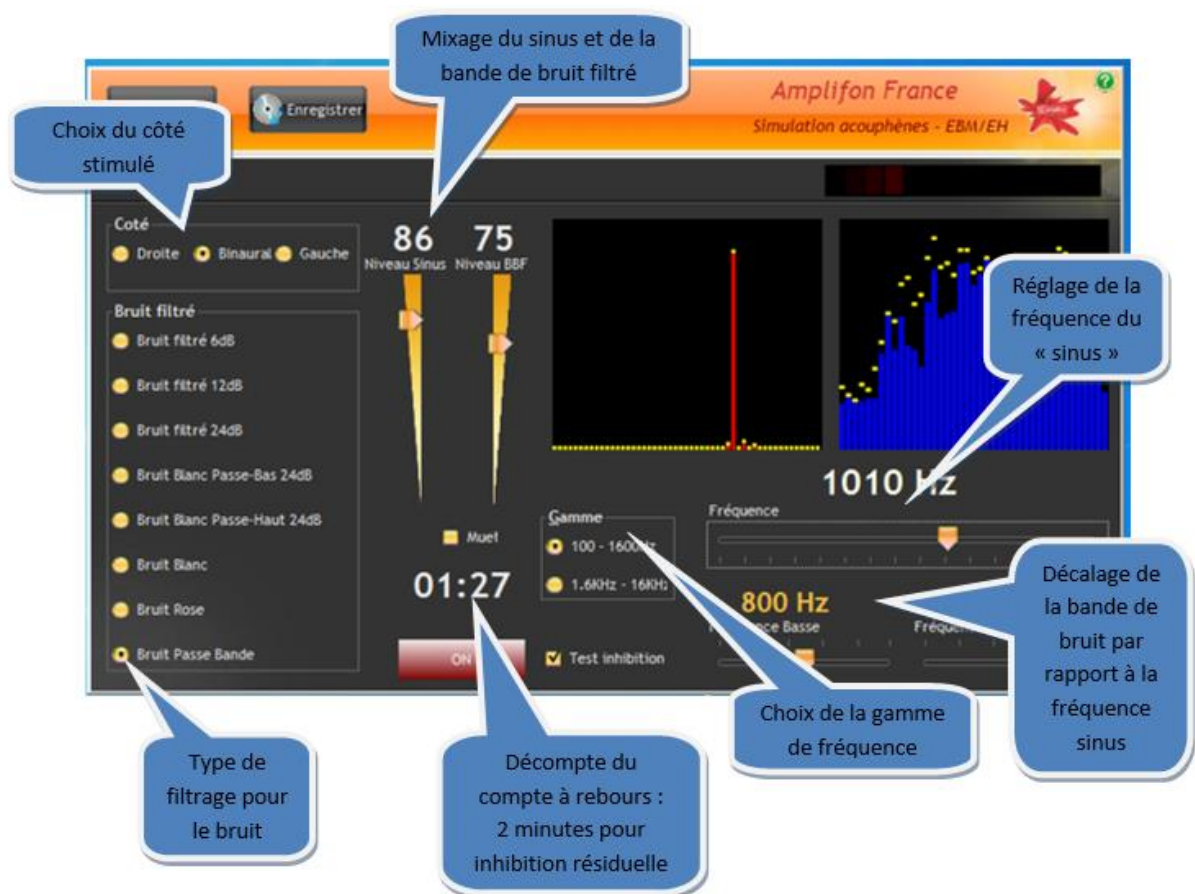 Mixage du sinus et de la
bande de bruit filtré
Enregistrer
Amplifon France
Simulation acouphènes - EBM/EH
Choix du côté
stimulé
Coté
Droite
Binaural
Gauche
86
75
Niveau Sinus
Niveau BBF
Réglage de la
fréquence du
« sinus »
Bruit filtré
Bruit filtré 6dB
Bruit filtré 12dB
Bruit filtré 24dB
Bruit Blanc Passe-Bas 24dB
Bruit Blanc Passe-Haut 24dB
Bruit Blanc
Bruit Rose
Bruit Passe Bande
Muet
01:27
ON
Gamme
100 - 1600Hz
1.6KHz - 16KHz
Test inhibition
1010 Hz
Fréquence
800 Hz
Basse
Décalage de
la bande de
bruit par
rapport à la
fréquence
sinus
Choix de la gamme
de fréquence
Type de
filtrage pour
le bruit
Décompte du
compte à rebours :
2 minutes pour
inhibition résiduelle